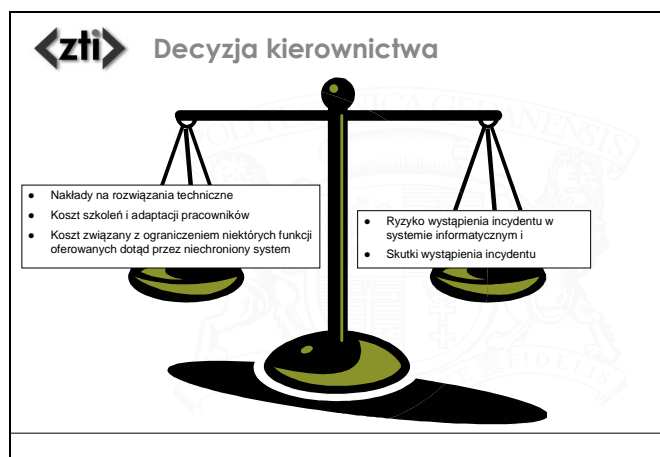 <zti> Decyzja kierownictwa
● Nakłady na rozwiązania techniczne
● Koszt szkoleń i adaptacji pracowników
● Koszt związany z ograniczeniem niektórych funkcji
oferowanych dotąd przez niechroniony system
● Ryzyko wystąpienia incydentu w
systemie informatycznym i
● Skutki wystąpienia incydentu